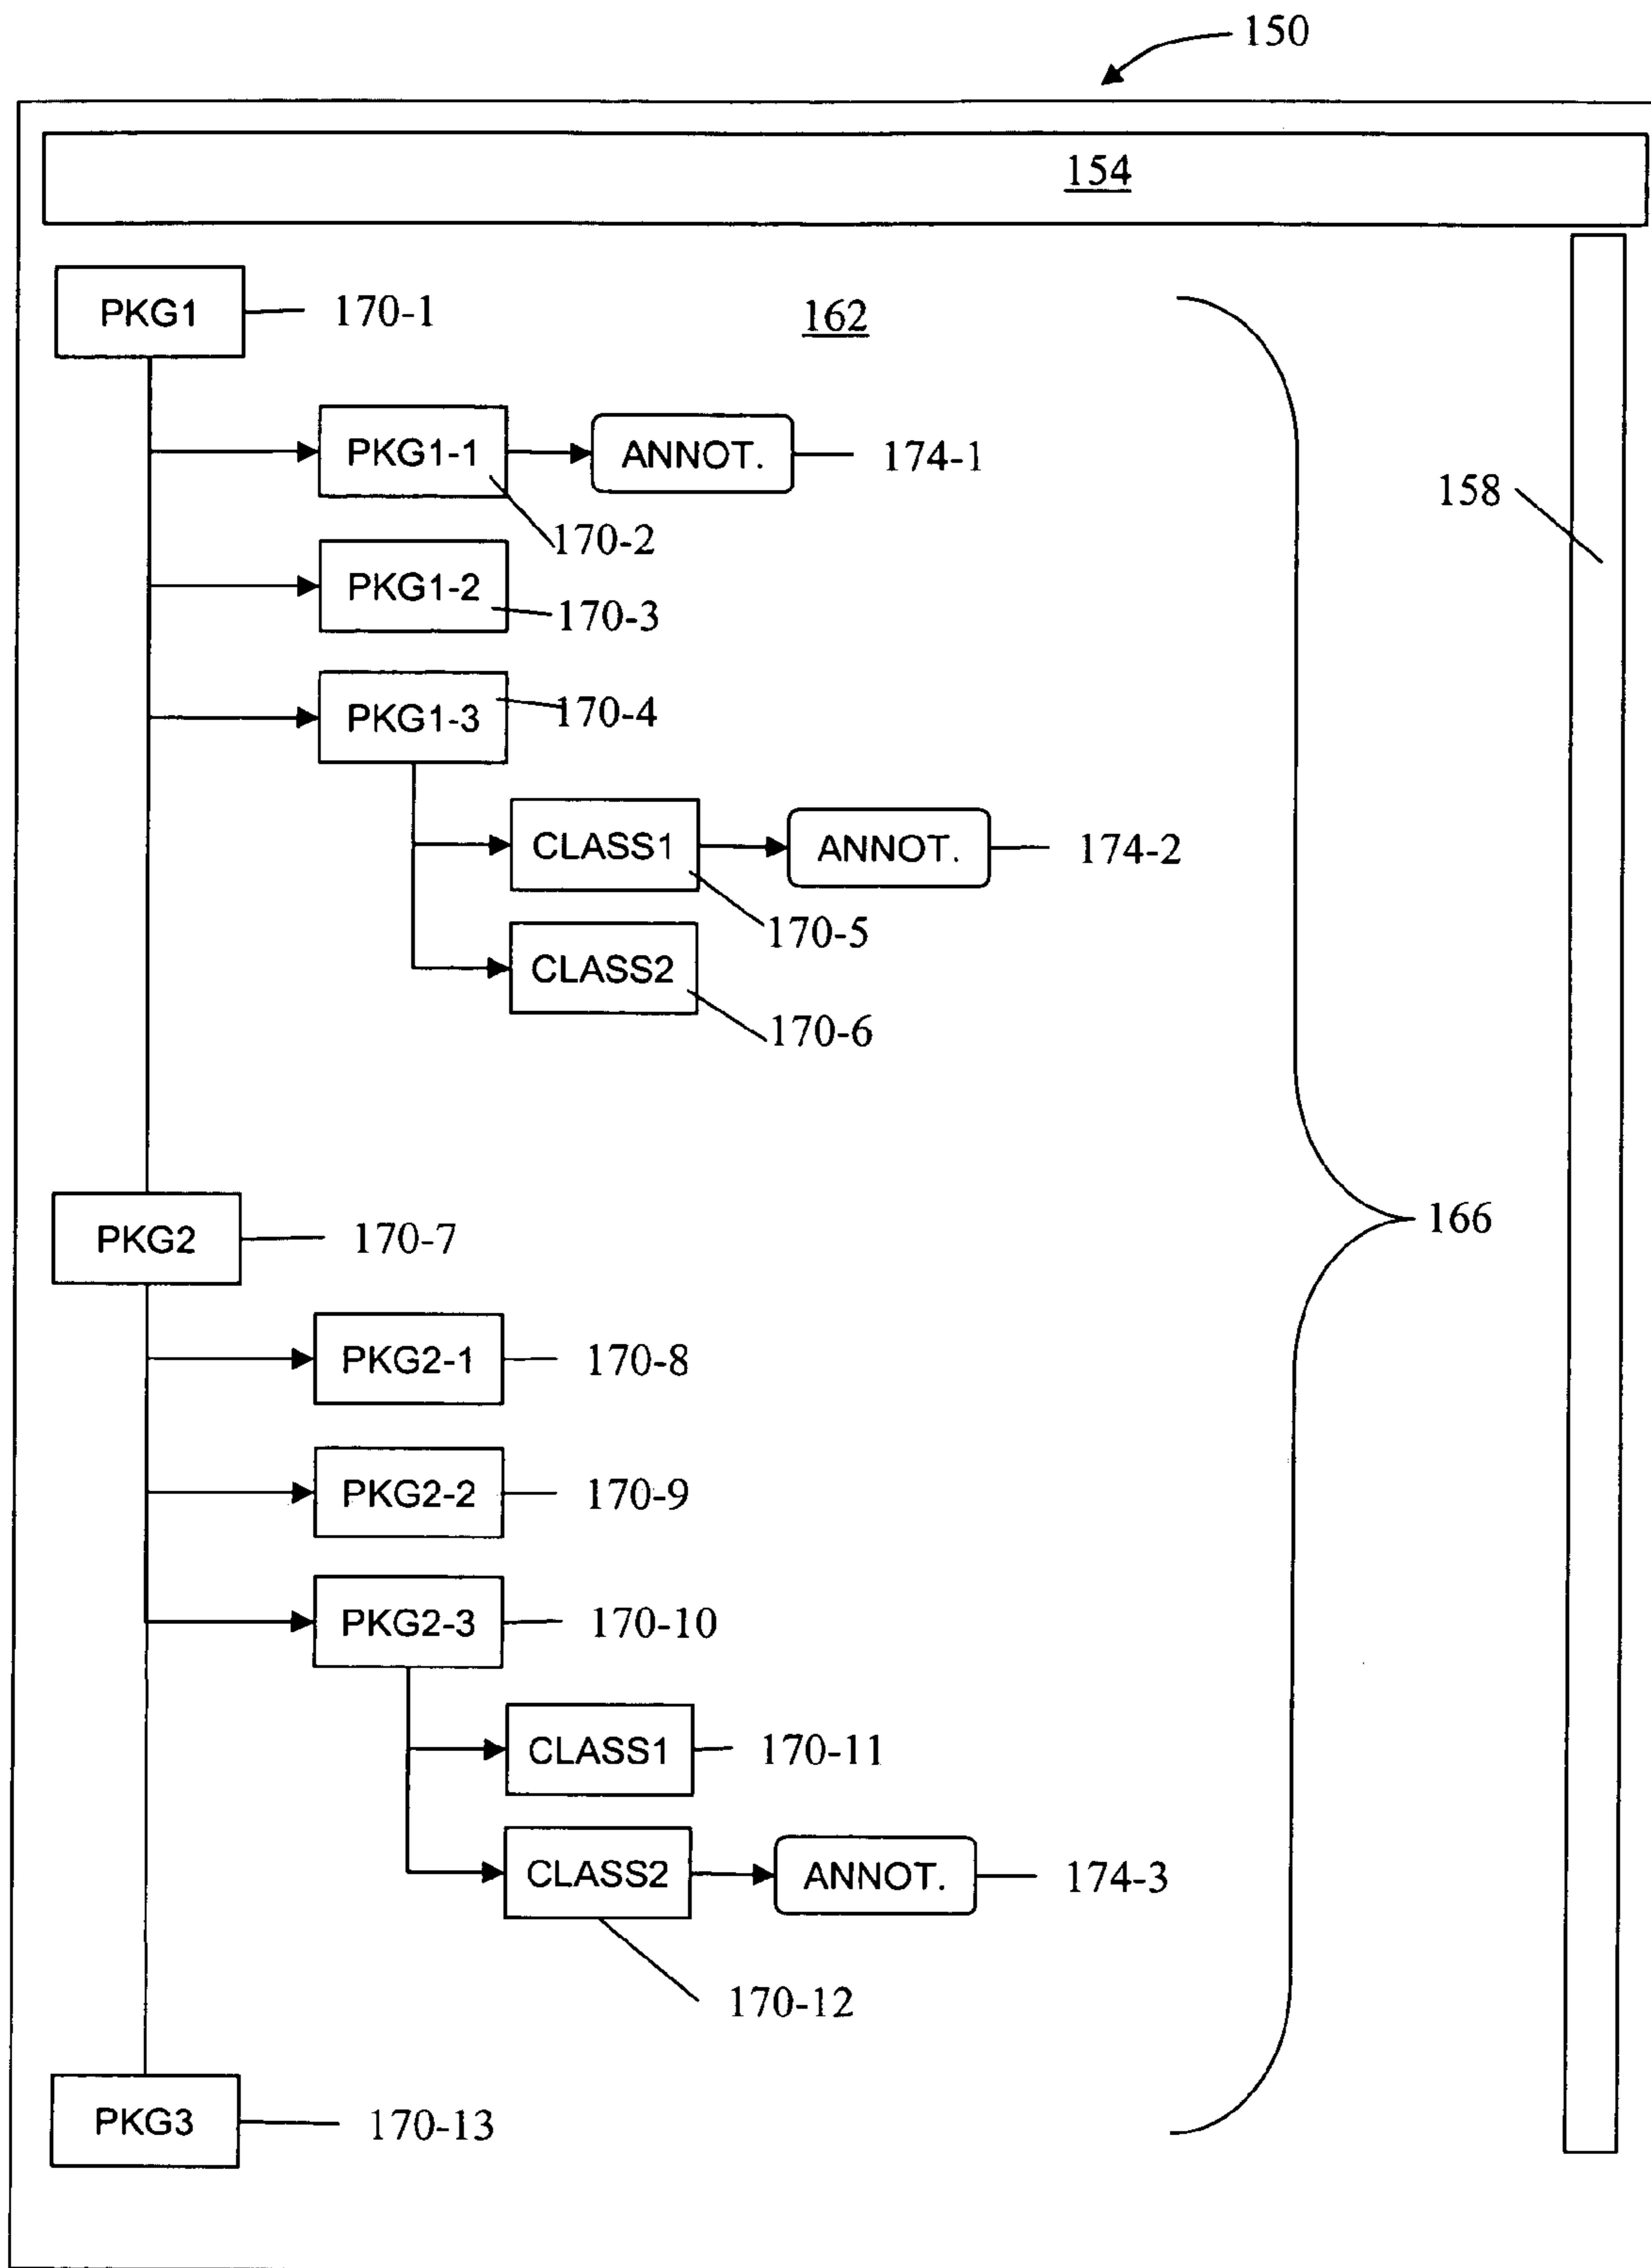 150
154
PKG1 170-1 162
PKG1-1 ANNOT. 174-1
158
170-2
PKG1-2
170-3
PKG1-3 170-4
CLASS1 ANNOT. 174-2
170-5
CLASS2
170-6
166
PKG2 170-7
PKG2-1 170-8
PKG2-2 170-9
PKG2-3 170-10
CLASS1 170-11
CLASS2 ANNOT. 174-3
170-12
PKG3 170-13